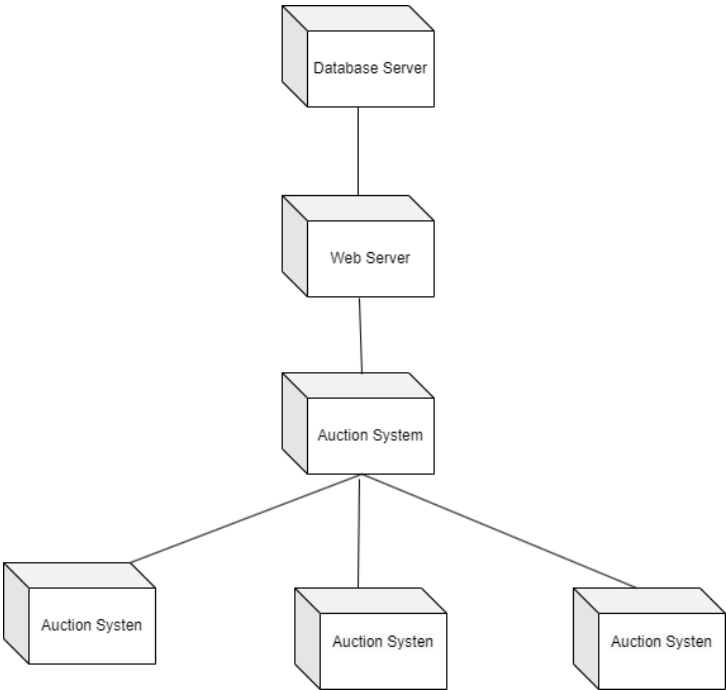 Database Server
Web Server
Auction System
Auction Systen
Auction Systen
Auction Systen